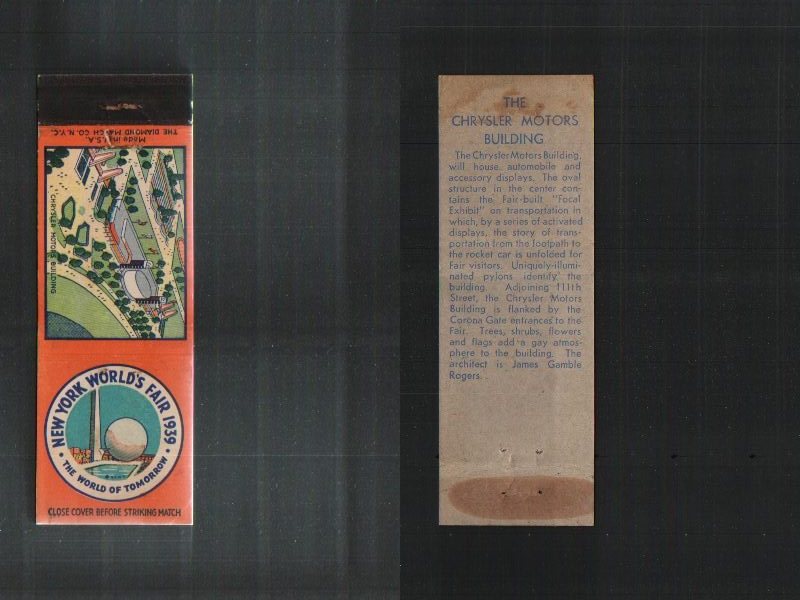 Made in U.S.A.
THE DIAMOND MATCH CO. N.Y.C.
CHRYSLER MOTORS BUILDING
NEW YORK WORLD'S FAIR 1939
THE WORLD OF TOMORROW
CLOSE COVER BEFORE STRIKING MATCH
THE
CHRYSLER MOTORS
BUILDING
The Chrysler Motors Building,
will house automobile and
accessory displays. The oval
structure in the center con-
tains the Fair-built "Focal
Exhibit" on transportation in
which, by a series of activated
displays, the story of trans-
portation from the footpath to
the rocket car is unfolded for
Fair visitors. Uniquely-illumi-
nated pylons identify the
building. Adjoining 111th
Street, the Chrysler Motors
Building is flanked by the
Corona Gate entrances to the
Fair. Trees, shrubs, flowers
and flags add a gay atmos-
phere to the building. The
architect is James Gamble
Rogers.